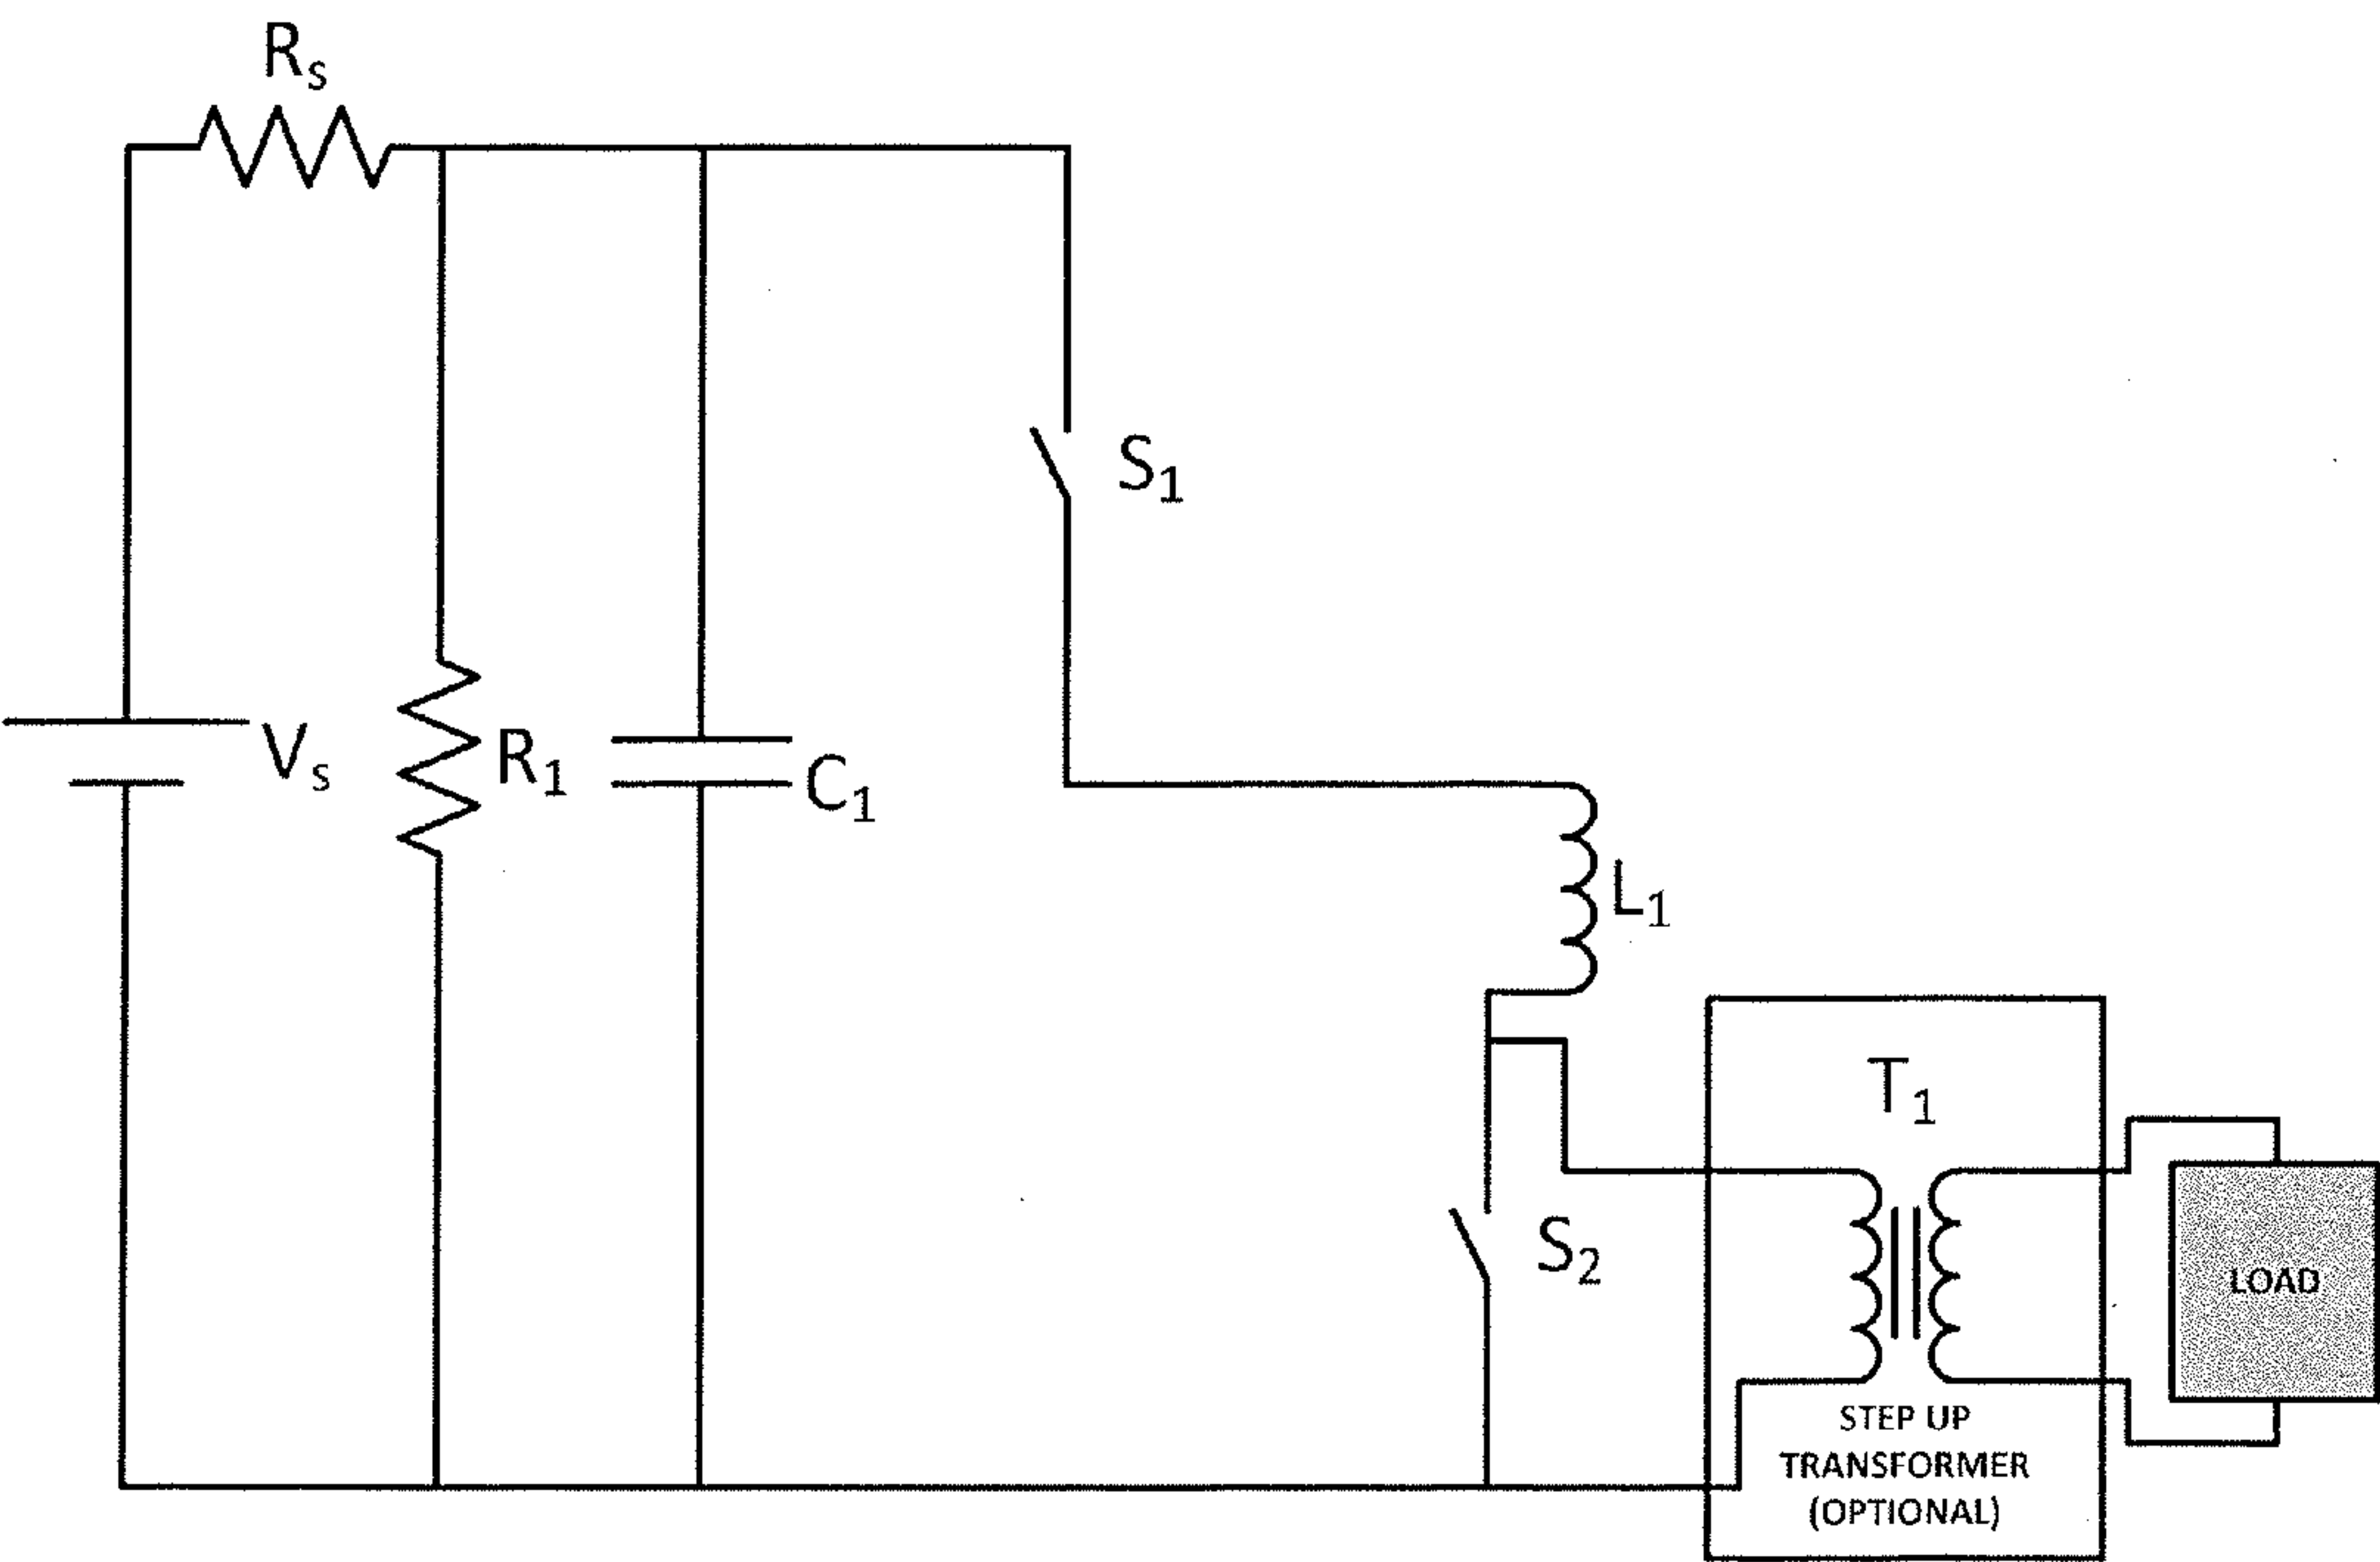 Rs
S1
Vs
R1
C1
L1
T1
S2
LOAD
STEP UP
TRANSFORMER
(OPTIONAL)